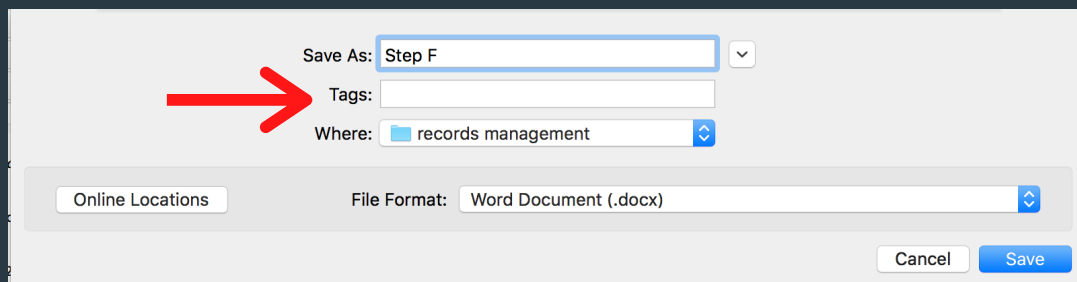 Save As: Step F
Tags:
Where: records management
Online Locations File Format: Word Document (.docx)
Cancel Save